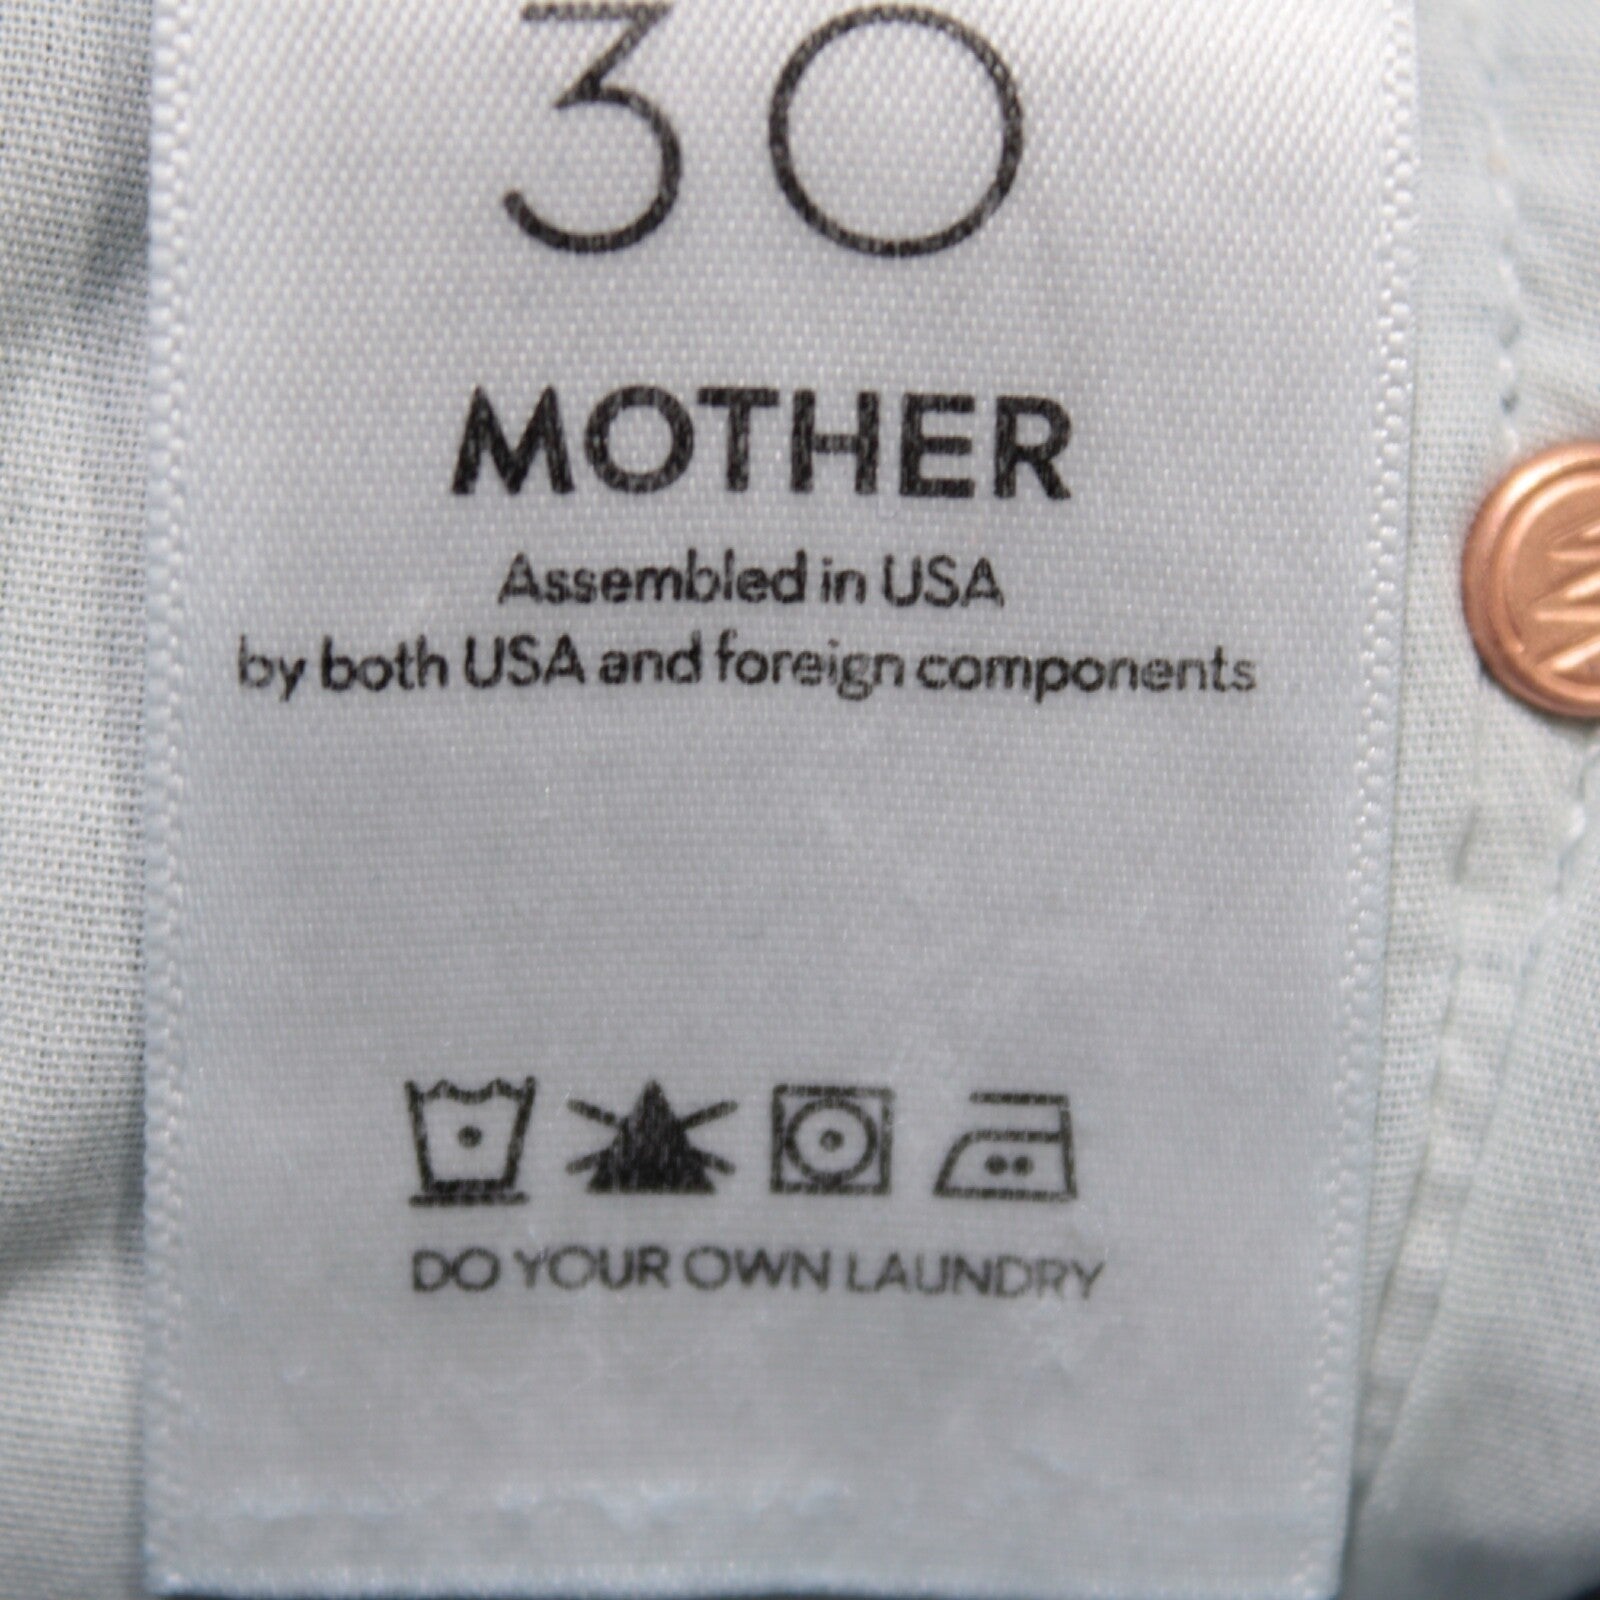 30
MOTHER
Assembled in USA
by both USA and foreign components
DO YOUR OWN LAUNDRY